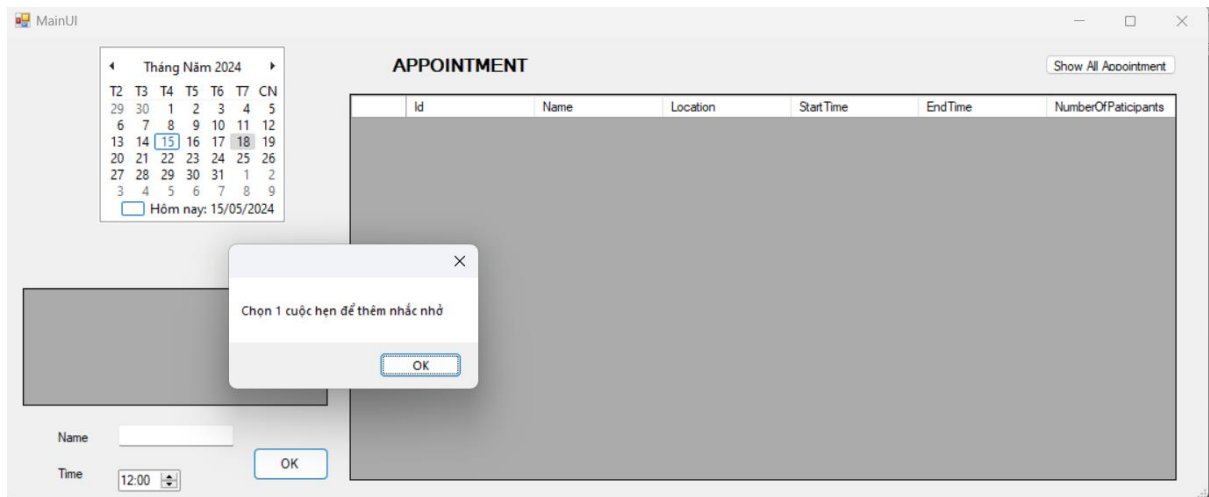 MainUI
Tháng Năm 2024
T2 T3 T4 T5 T6 T7 CN
29 30 1 2 3 4 5
6 7 8 9 10 11 12
13 14 15 16 17 18 19
20 21 22 23 24 25 26
27 28 29 30 31 1 2
3 4 5 6 7 8 9
Hôm nay: 15/05/2024
APPOINTMENT
Show All Appointment
Id Name Location StartTime EndTime NumberOfPaticipants
Chọn 1 cuộc hẹn để thêm nhắc nhở
OK
Name
Time 12:00
OK